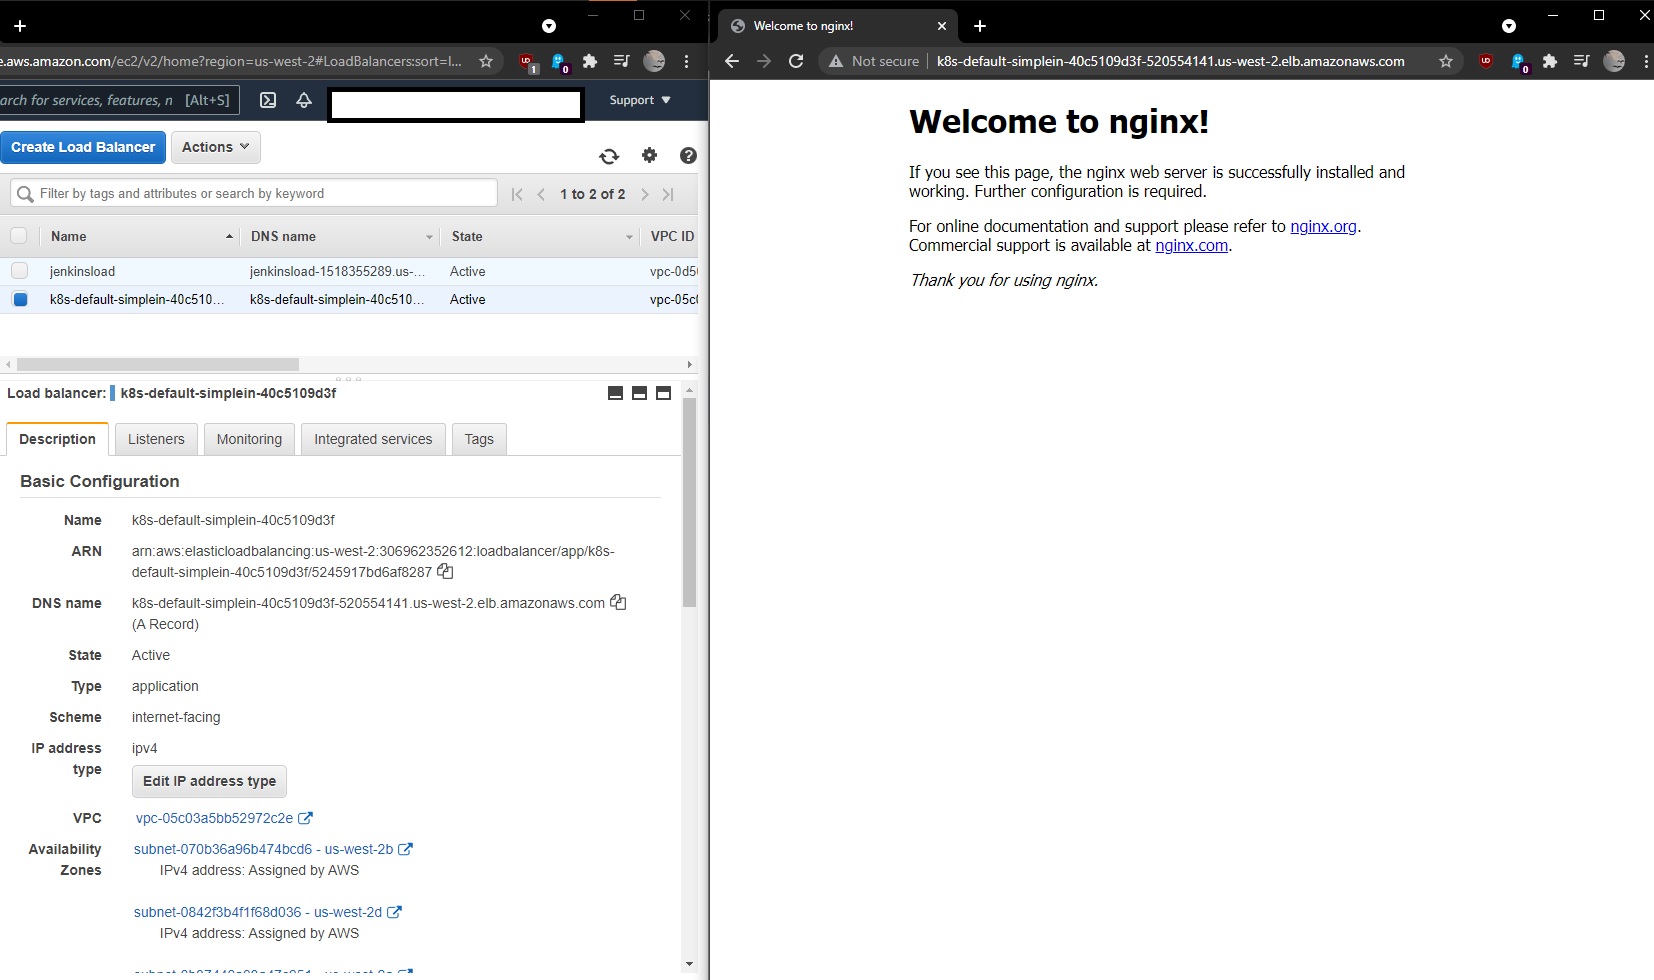 e.aws.amazon.com/ec2/v2/home?region=us-west-2#LoadBalancers:sort=l...
1
0
arch for services, features, n [Alt+S]
Support
Create Load Balancer
Actions
Filter by tags and attributes or search by keyword
1 to 2 of 2
Name DNS name State VPC ID
jenkinsload jenkinsload-1518355289.us-... Active vpc-0d5
k8s-default-simplein-40c510... k8s-default-simplein-40c510... Active vpc-05c
Load balancer: k8s-default-simplein-40c5109d3f
Description Listeners Monitoring Integrated services Tags
Basic Configuration
Name k8s-default-simplein-40c5109d3f
ARN arn:aws:elasticloadbalancing:us-west-2:306962352612:loadbalancer/app/k8s-
default-simplein-40c5109d3f/5245917bd6af8287
DNS name k8s-default-simplein-40c5109d3f-520554141.us-west-2.elb.amazonaws.com
(A Record)
State Active
Type application
Scheme internet-facing
IP address ipv4
type
Edit IP address type
VPC vpc-05c03a5bb52972c2e
Availability subnet-070b36a96b474bcd6 - us-west-2b
Zones IPv4 address: Assigned by AWS
subnet-0842f3b4f1f68d036 - us-west-2d
IPv4 address: Assigned by AWS
Welcome to nginx!
Not secure k8s-default-simplein-40c5109d3f-520554141.us-west-2.elb.amazonaws.com
0
Welcome to nginx!
If you see this page, the nginx web server is successfully installed and
working. Further configuration is required.
For online documentation and support please refer to nginx.org.
Commercial support is available at nginx.com.
Thank you for using nginx.